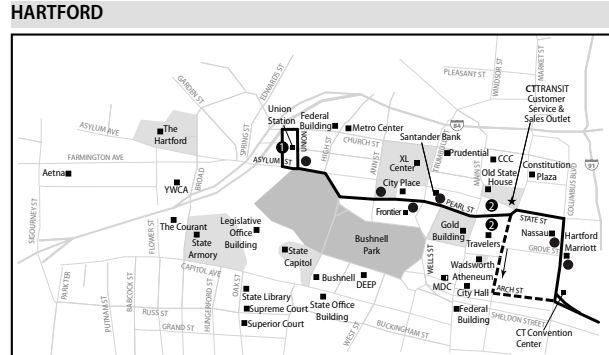 HARTFORD
PLEASANT ST
WINDSOR ST
MARKET ST
EDWARDS ST
GARDEN ST
CTTRANSIT
Customer
Service &
Sales Outlet
Union
Station
Federal
Building
Metro Center
Santander Bank
84
ASYLUM AVE
The
Hartford
SPRING ST
UNION
HIGH ST
CHURCH ST
ANN ST
TRUMBULL ST
Prudential
CCC
Constitution
Plaza
91
FARMINGTON AVE
1
ASYLUM ST
XL
Center
MAIN ST
Old State
House
COLUMBUS BLVD
Aetna
YWCA
BROAD
City Place
PEARL ST
2
SIGOURNEY ST
Frontier
2
STATE ST
FLOWER ST
The Courant
Legislative
Office
Building
State
Armory
Bushnell
Park
Gold
Building
Travelers
Nassau
Hartford
Marriott
GROVE ST
State
Capitol
WELLS ST
CAPITOL AVE
Wadsworth
Atheneum
PARK TER
BABCOCK ST
HUNGERFORD ST
OAK ST
Bushnell
DEEP
MDC
City Hall
ARCH ST
PUTNAM ST
State Library
State Office
Building
RUSS ST
Supreme Court
Federal
Building
SHELDON STREET
GRAND ST
Superior Court
WEST ST
BUCKINGHAM ST
CT Convention
Center